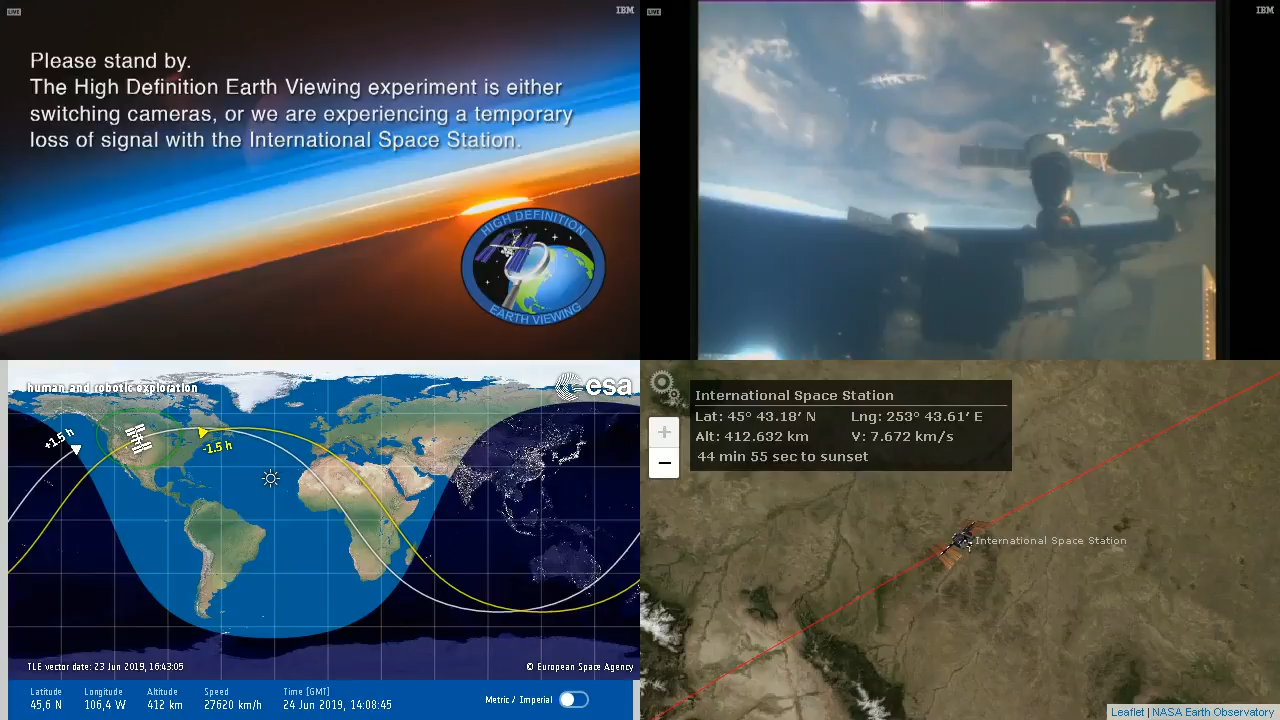 LIVE
IBM
Please stand by.
The High Definition Earth Viewing experiment is either
switching cameras, or we are experiencing a temporary
loss of signal with the International Space Station.
HIGH DEFINITION
EARTH VIEWING
LIVE
IBM
human and robotic exploration
esa
+1.5 h
-1.5 h
TLE vector date: 23 Jun 2019, 16:43:05
© European Space Agency
Latitude Longitude Altitude Speed Time [GMT]
45,6 N 106,4 W 412 km 27620 km/h 24 Jun 2019, 14:08:45
Metric / Imperial
+
−
International Space Station
Lat: 45° 43.18' N Lng: 253° 43.61' E
Alt: 412.632 km V: 7.672 km/s
44 min 55 sec to sunset
International Space Station
Leaflet | NASA Earth Observatory